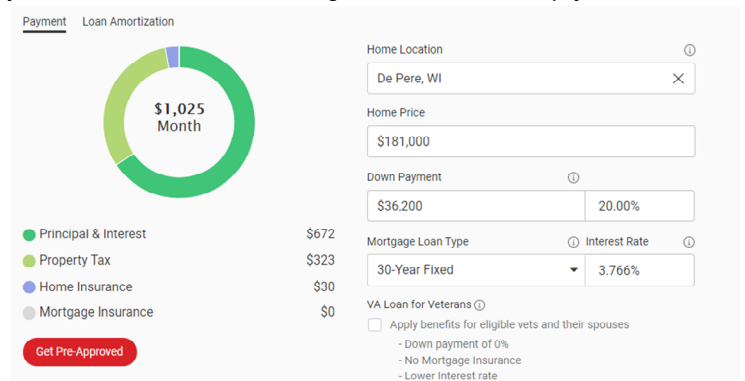 Payment Loan Amortization
$1,025
Month
Principal & Interest $672
Property Tax $323
Home Insurance $30
Mortgage Insurance $0
Get Pre-Approved
Home Location
De Pere, WI
Home Price
$181,000
Down Payment
$36,200 20.00%
Mortgage Loan Type Interest Rate
30-Year Fixed 3.766%
VA Loan for Veterans
Apply benefits for eligible vets and their spouses
- Down payment of 0%
- No Mortgage Insurance
- Lower Interest rate